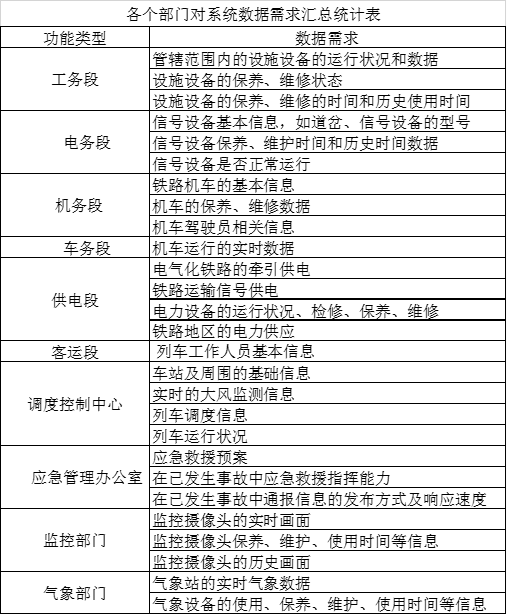 各个部门对系统数据需求汇总统计表
功能类型 数据需求
工务段
管辖范围内的设施设备的运行状况和数据
设施设备的保养、维修状态
设施设备的保养、维修的时间和历史使用时间
电务段
信号设备基本信息，如道岔、信号设备的型号
信号设备保养、维护时间和历史时间数据
信号设备是否正常运行
机务段
铁路机车的基本信息
机车的保养、维修数据
机车驾驶员相关信息
车务段 机车运行的实时数据
供电段
电气化铁路的牵引供电
铁路运输信号供电
电力设备的运行状况、检修、保养、维修
铁路地区的电力供应
客运段 列车工作人员基本信息
调度控制中心
车站及周围的基础信息
实时的大风监测信息
列车调度信息
列车运行状况
应急管理办公室
应急救援预案
在已发生事故中应急救援指挥能力
在已发生事故中通报信息的发布方式及响应速度
监控部门
监控摄像头的实时画面
监控摄像头保养、维护、使用时间等信息
监控摄像头的历史画面
气象部门
气象站的实时气象数据
气象设备的使用、保养、维护、使用时间等信息